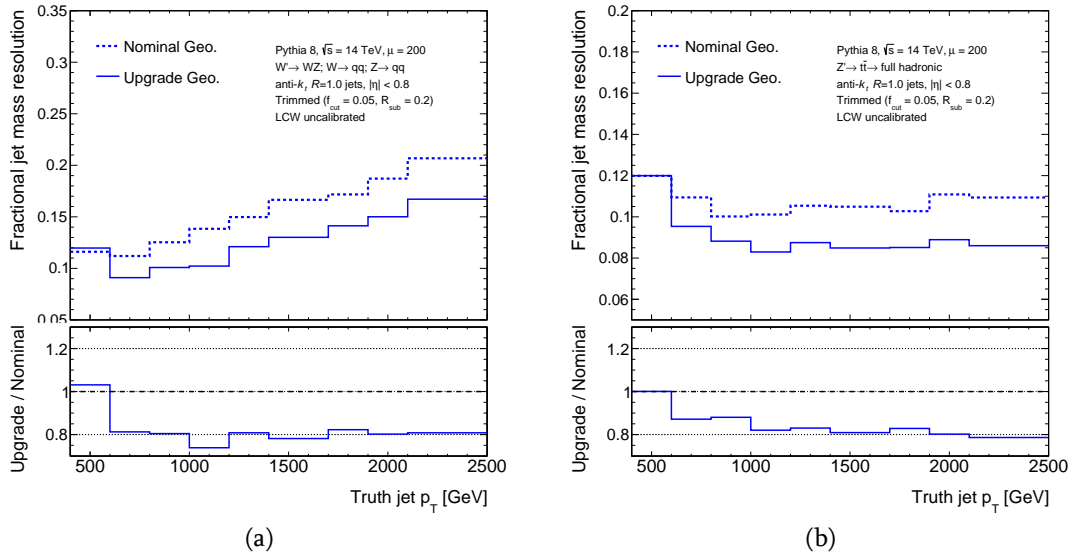 Fractional jet mass resolution
0.35
0.3
0.25
0.2
0.15
0.1
0.05
Nominal Geo.
Upgrade Geo.
Pythia 8, √s = 14 TeV, μ = 200
W'→ WZ; W→ qq; Z→ qq
anti-kₜ R=1.0 jets, |η| < 0.8
Trimmed (f_cut = 0.05, R_sub = 0.2)
LCW uncalibrated
Upgrade / Nominal
1.2
1
0.8
500 1000 1500 2000 2500
Truth jet p_T [GeV]
(a)
Fractional jet mass resolution
0.2
0.18
0.16
0.14
0.12
0.1
0.08
0.06
Nominal Geo.
Upgrade Geo.
Pythia 8, √s = 14 TeV, μ = 200
Z'→ tt̄→ full hadronic
anti-kₜ R=1.0 jets, |η| < 0.8
Trimmed (f_cut = 0.05, R_sub = 0.2)
LCW uncalibrated
Upgrade / Nominal
1.2
1
0.8
500 1000 1500 2000 2500
Truth jet p_T [GeV]
(b)